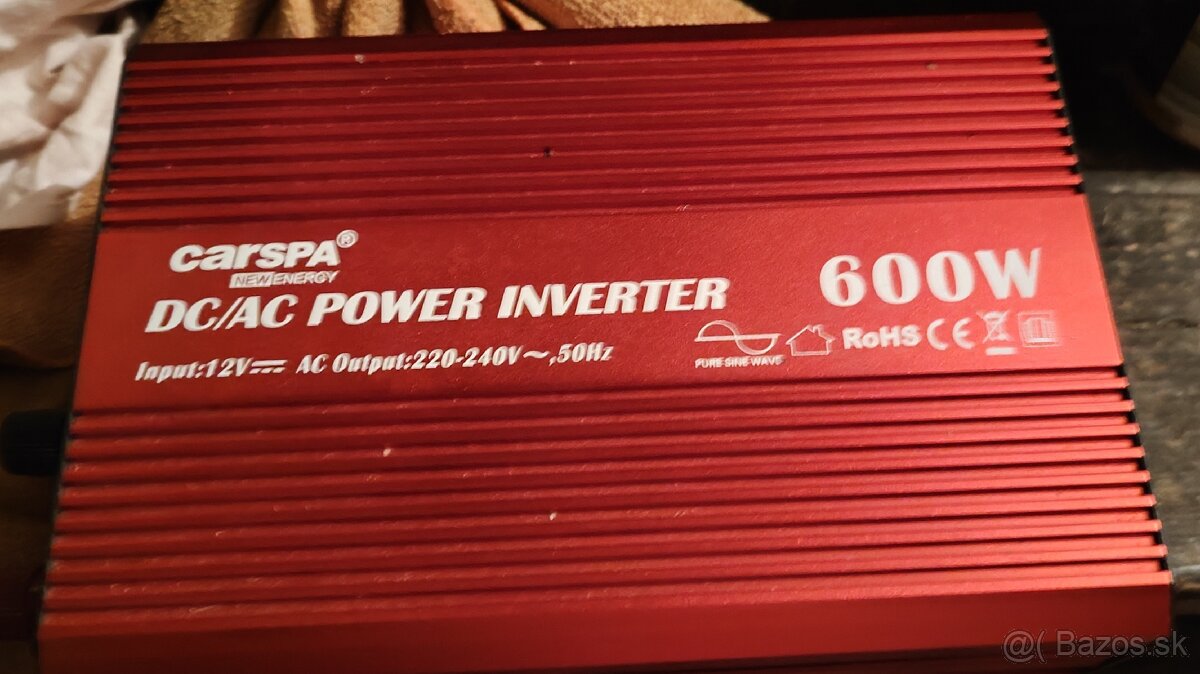 carSPA®
NEW ENERGY
DC/AC POWER INVERTER
600W
Input:12V⎓ AC Output:220-240V~,50Hz
PURE SINE WAVE
RoHS CE
@( Bazos.sk